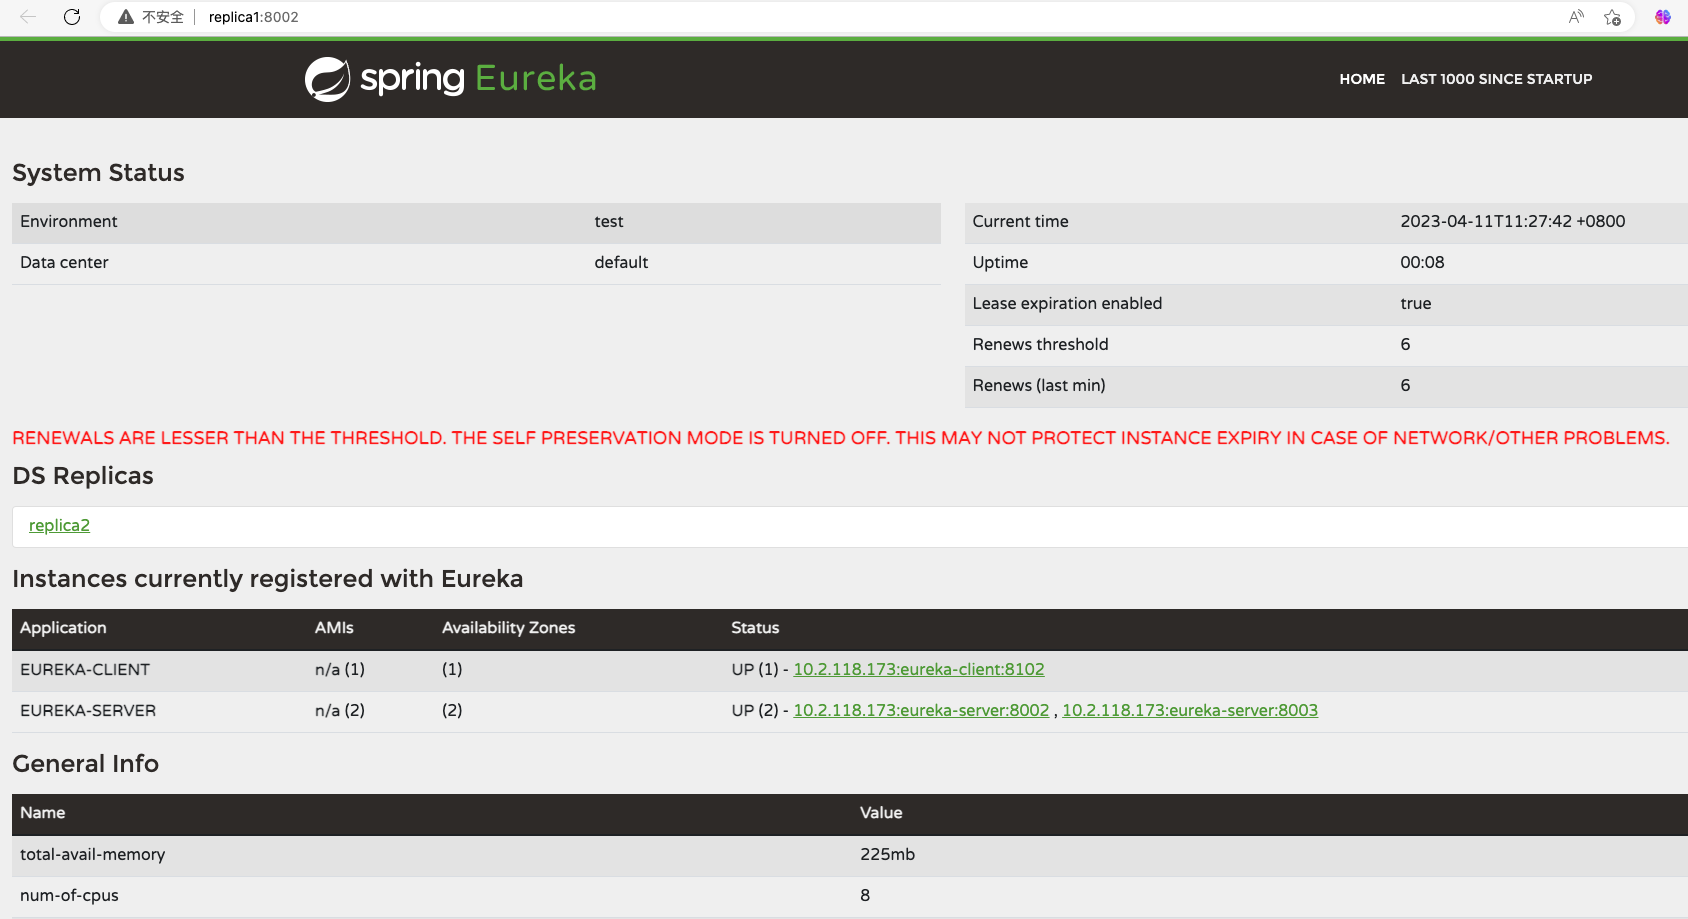 不安全 replica1:8002
spring Eureka
HOME LAST 1000 SINCE STARTUP
System Status
Environment test
Data center default
Current time 2023-04-11T11:27:42 +0800
Uptime 00:08
Lease expiration enabled true
Renews threshold 6
Renews (last min) 6
RENEWALS ARE LESSER THAN THE THRESHOLD. THE SELF PRESERVATION MODE IS TURNED OFF. THIS MAY NOT PROTECT INSTANCE EXPIRY IN CASE OF NETWORK/OTHER PROBLEMS.
DS Replicas
replica2
Instances currently registered with Eureka
Application AMIs Availability Zones Status
EUREKA-CLIENT n/a (1) (1) UP (1) - 10.2.118.173:eureka-client:8102
EUREKA-SERVER n/a (2) (2) UP (2) - 10.2.118.173:eureka-server:8002 , 10.2.118.173:eureka-server:8003
General Info
Name Value
total-avail-memory 225mb
num-of-cpus 8